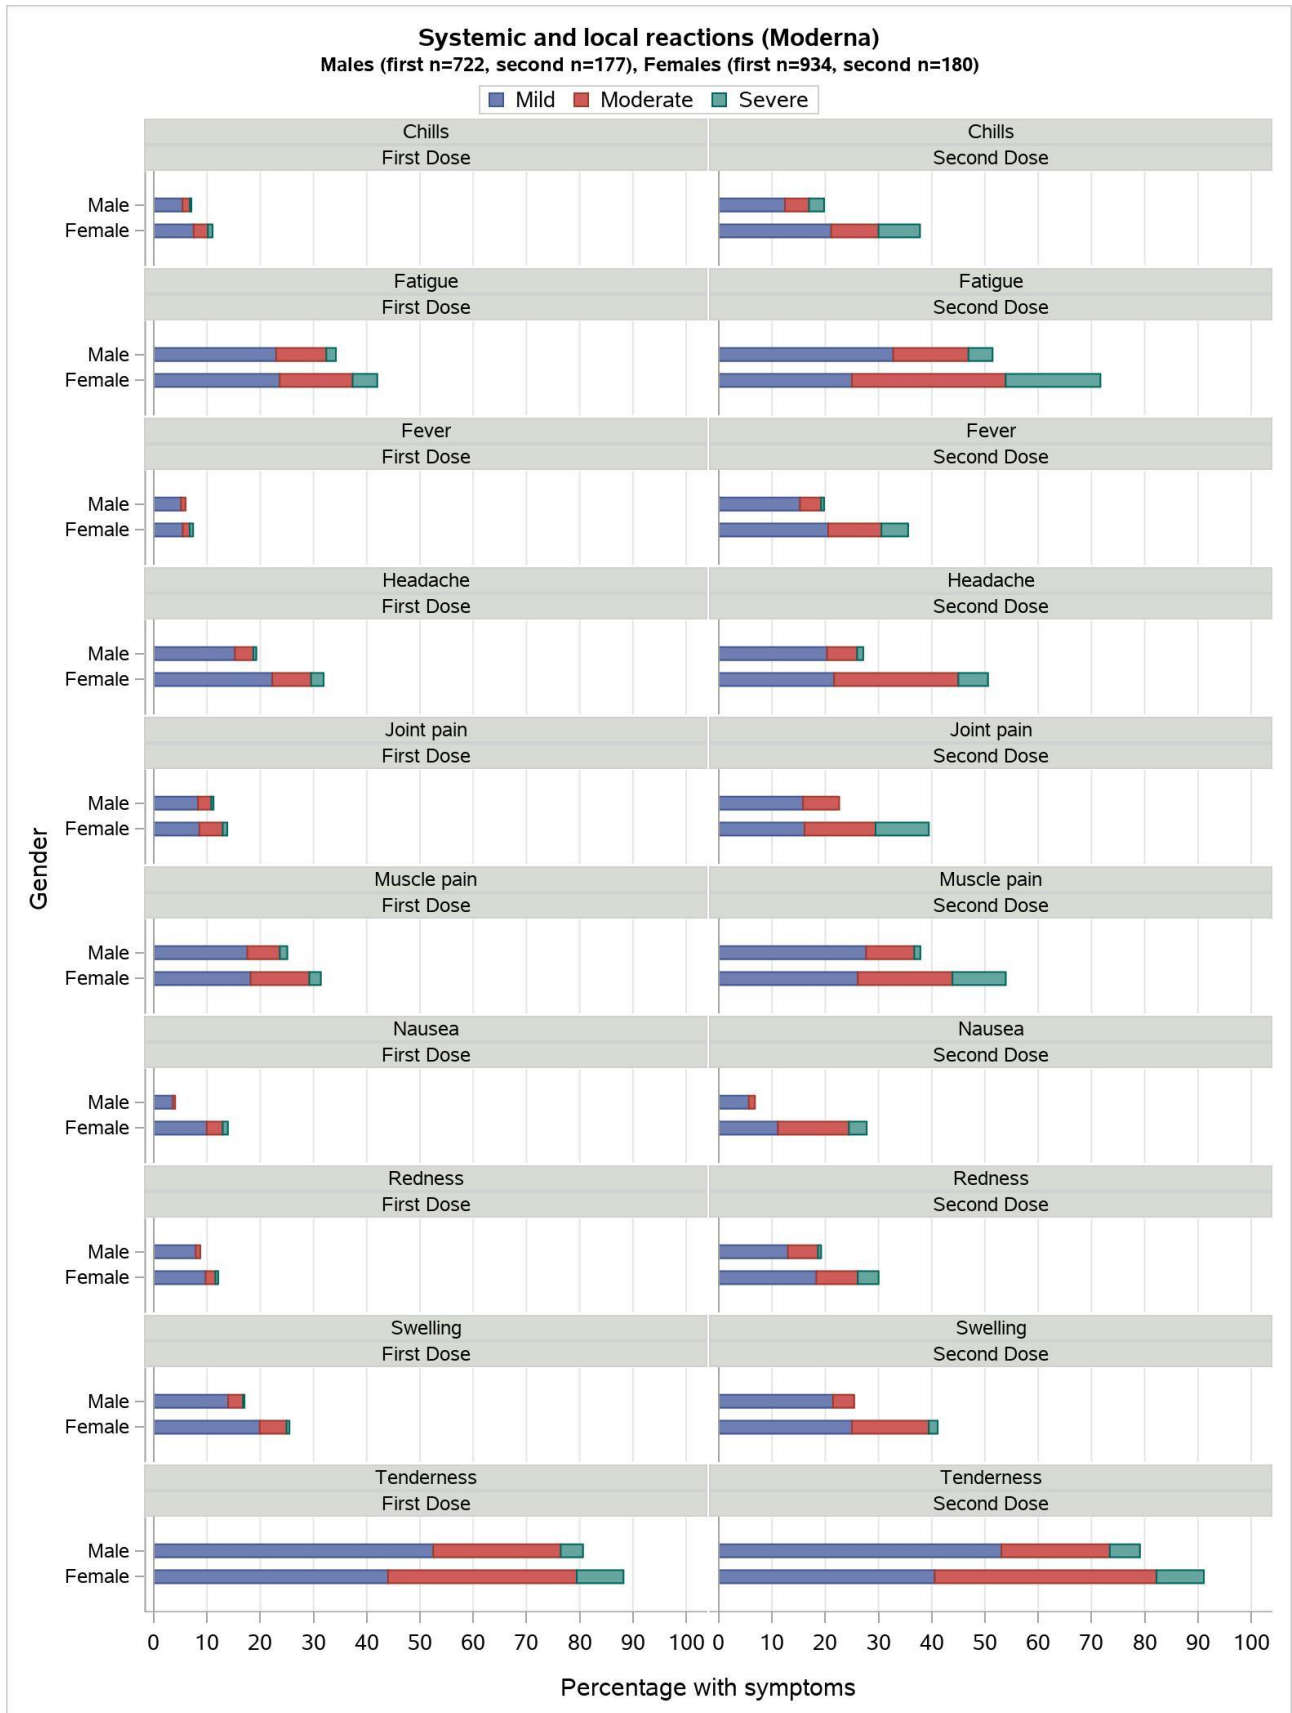 Systemic and local reactions (Moderna)
Males (first n=722, second n=177), Females (first n=934, second n=180)
Mild Moderate Severe
Chills Chills
First Dose Second Dose
Male
Female
Fatigue Fatigue
First Dose Second Dose
Male
Female
Fever Fever
First Dose Second Dose
Male
Female
Headache Headache
First Dose Second Dose
Male
Female
Joint pain Joint pain
First Dose Second Dose
Male
Female
Gender
Muscle pain Muscle pain
First Dose Second Dose
Male
Female
Nausea Nausea
First Dose Second Dose
Male
Female
Redness Redness
First Dose Second Dose
Male
Female
Swelling Swelling
First Dose Second Dose
Male
Female
Tenderness Tenderness
First Dose Second Dose
Male
Female
0 10 20 30 40 50 60 70 80 90 100 0 10 20 30 40 50 60 70 80 90 100
Percentage with symptoms